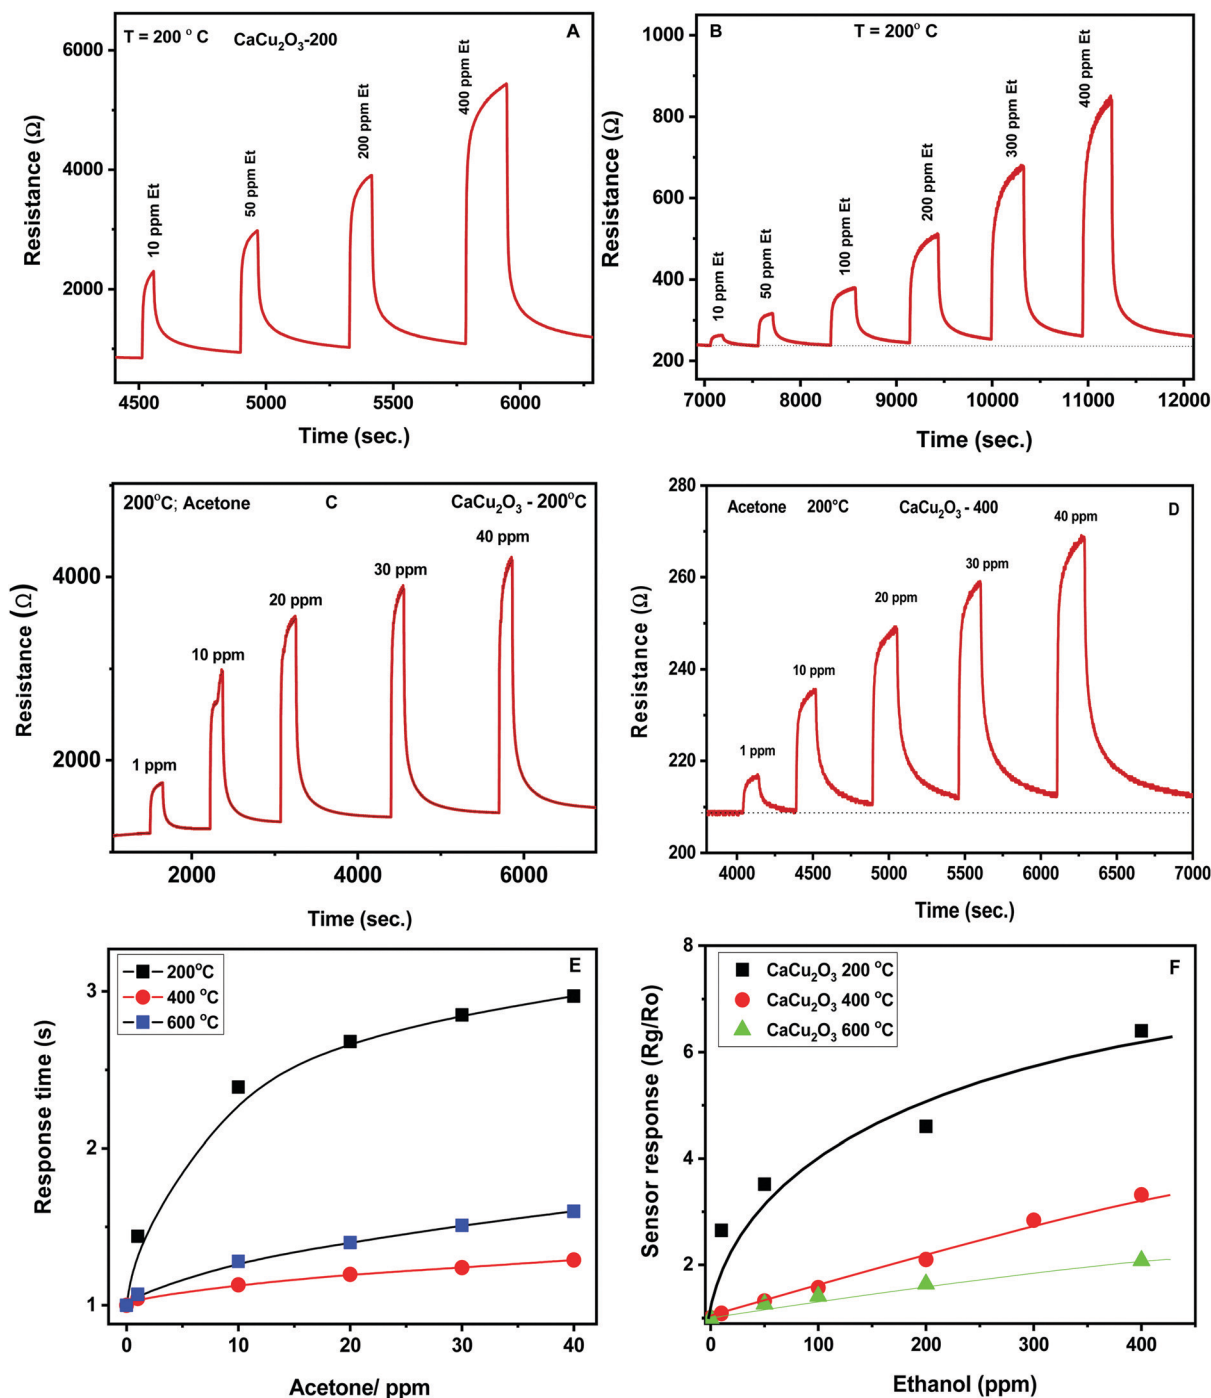 T = 200 ° C CaCu₂O₃-200 A
10 ppm Et
50 ppm Et
200 ppm Et
400 ppm Et
6000
4000
2000
Resistance (Ω)
4500 5000 5500 6000
Time (sec.)
B T = 200° C
10 ppm Et
50 ppm Et
100 ppm Et
200 ppm Et
300 ppm Et
400 ppm Et
1000
800
600
400
200
Resistance (Ω)
7000 8000 9000 10000 11000 12000
Time (sec.)
200°C; Acetone C CaCu₂O₃ - 200°C
40 ppm
30 ppm
20 ppm
10 ppm
1 ppm
4000
2000
Resistance (Ω)
2000 4000 6000
Time (sec.)
Acetone 200°C CaCu₂O₃ - 400 D
40 ppm
30 ppm
20 ppm
10 ppm
1 ppm
280
260
240
220
200
Resistance (Ω)
4000 4500 5000 5500 6000 6500 7000
Time (sec.)
E
200°C
400 °C
600 °C
3
2
1
Response time (s)
0 10 20 30 40
Acetone/ ppm
F
CaCu₂O₃ 200 °C
CaCu₂O₃ 400 °C
CaCu₂O₃ 600 °C
8
6
4
2
Sensor response (Rg/Ro)
0 100 200 300 400
Ethanol (ppm)